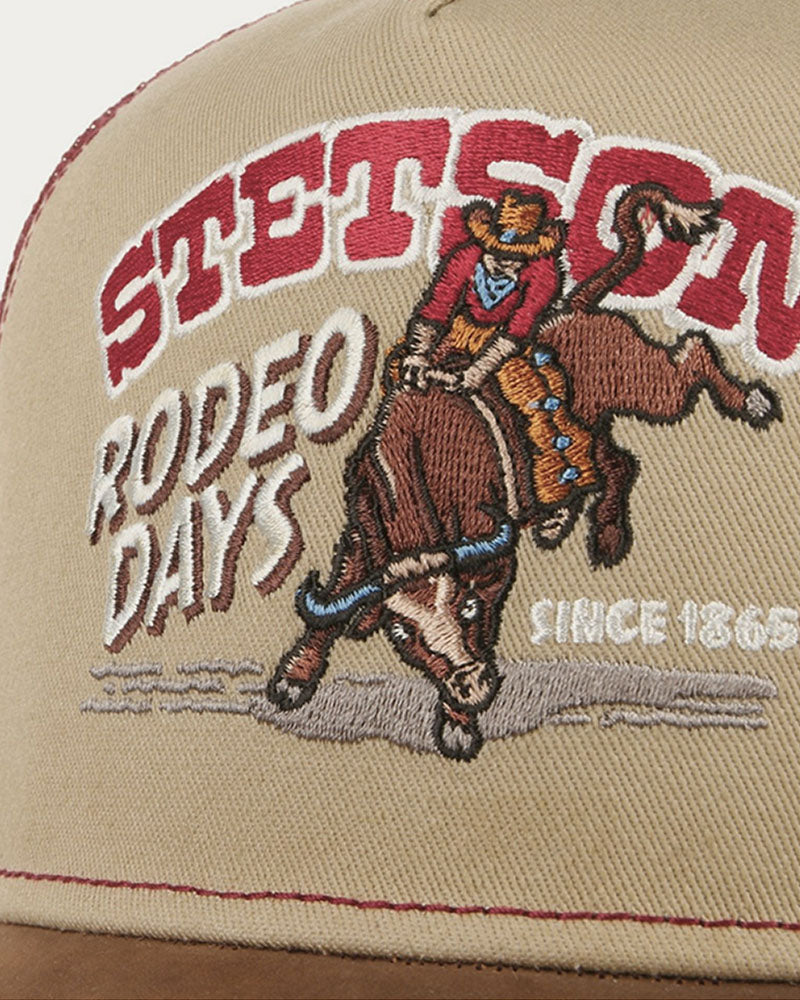 STETSON
RODEO
DAYS
SINCE 1865